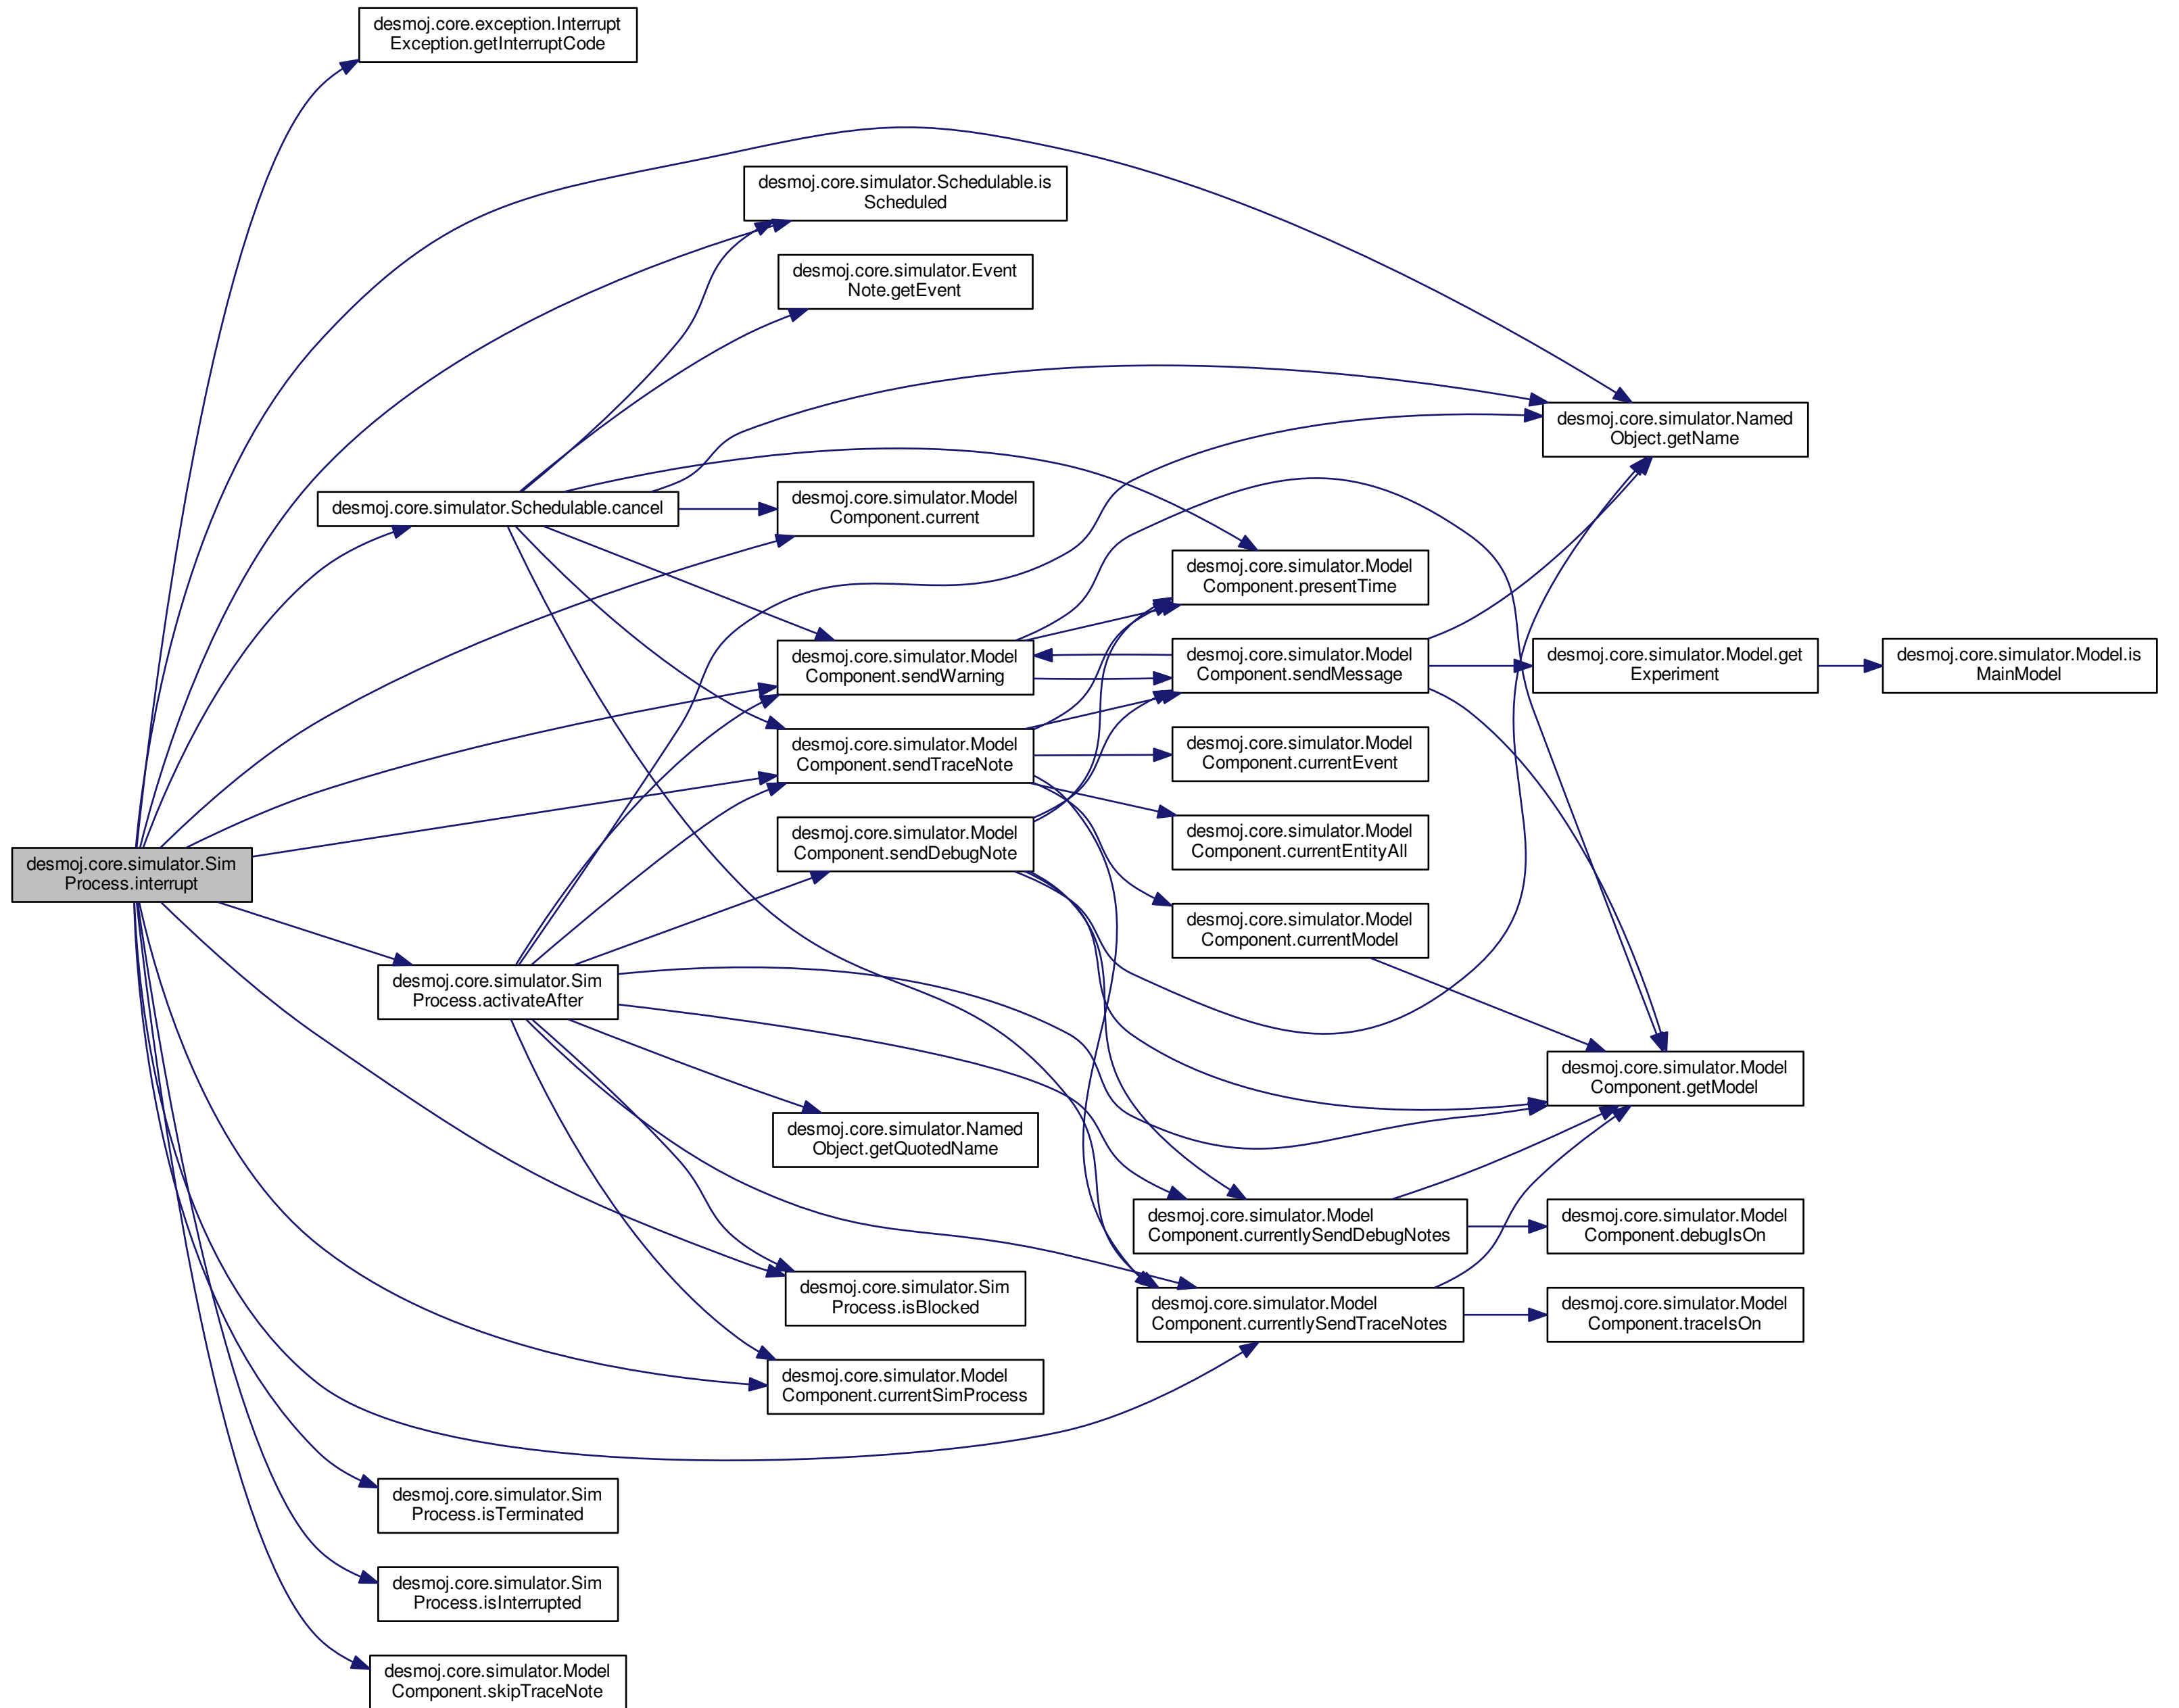 desmoj.core.exception.Interrupt
Exception.getInterruptCode
desmoj.core.simulator.Schedulable.is
Scheduled
desmoj.core.simulator.Event
Note.getEvent
desmoj.core.simulator.Named
Object.getName
desmoj.core.simulator.Schedulable.cancel
desmoj.core.simulator.Model
Component.current
desmoj.core.simulator.Model
Component.presentTime
desmoj.core.simulator.Model
Component.sendWarning
desmoj.core.simulator.Model
Component.sendMessage
desmoj.core.simulator.Model.get
Experiment
desmoj.core.simulator.Model.is
MainModel
desmoj.core.simulator.Model
Component.sendTraceNote
desmoj.core.simulator.Model
Component.currentEvent
desmoj.core.simulator.Model
Component.sendDebugNote
desmoj.core.simulator.Model
Component.currentEntityAll
desmoj.core.simulator.Sim
Process.interrupt
desmoj.core.simulator.Model
Component.currentModel
desmoj.core.simulator.Sim
Process.activateAfter
desmoj.core.simulator.Model
Component.getModel
desmoj.core.simulator.Named
Object.getQuotedName
desmoj.core.simulator.Model
Component.currentlySendDebugNotes
desmoj.core.simulator.Model
Component.debugIsOn
desmoj.core.simulator.Sim
Process.isBlocked
desmoj.core.simulator.Model
Component.currentlySendTraceNotes
desmoj.core.simulator.Model
Component.traceIsOn
desmoj.core.simulator.Model
Component.currentSimProcess
desmoj.core.simulator.Sim
Process.isTerminated
desmoj.core.simulator.Sim
Process.isInterrupted
desmoj.core.simulator.Model
Component.skipTraceNote